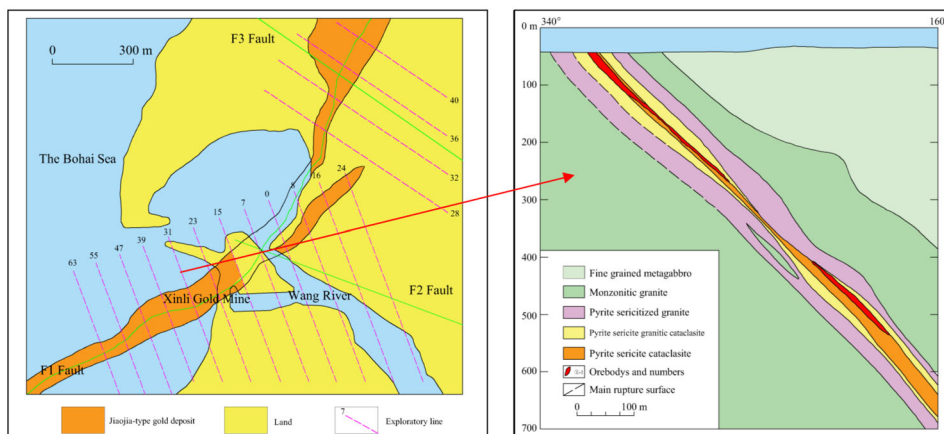 0
300 m
F3 Fault
The Bohai Sea
40
36
32
28
24
16
8
0
7
15
23
31
39
47
55
63
Xinli Gold Mine
Wang River
F2 Fault
F1 Fault
Jiaojia-type gold deposit
Land
7
Exploratory line
340°
160
0 m
100
200
300
400
500
600
700
Fine grained metagabbro
Monzonitic granite
Pyrite sericitized granite
Pyrite sericite granitic cataclasite
Pyrite sericite cataclasite
Orebodys and numbers
Main rupture surface
0
100 m